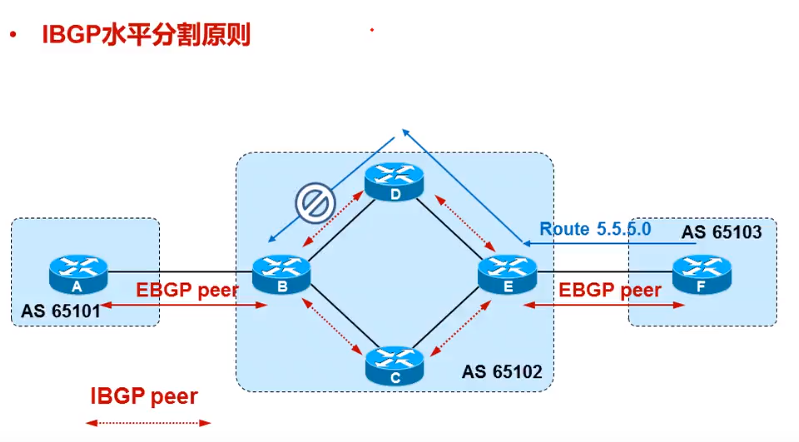 • IBGP水平分割原则
D
Route 5.5.5.0
AS 65103
A
B
E
F
EBGP peer
EBGP peer
AS 65101
C
AS 65102
IBGP peer